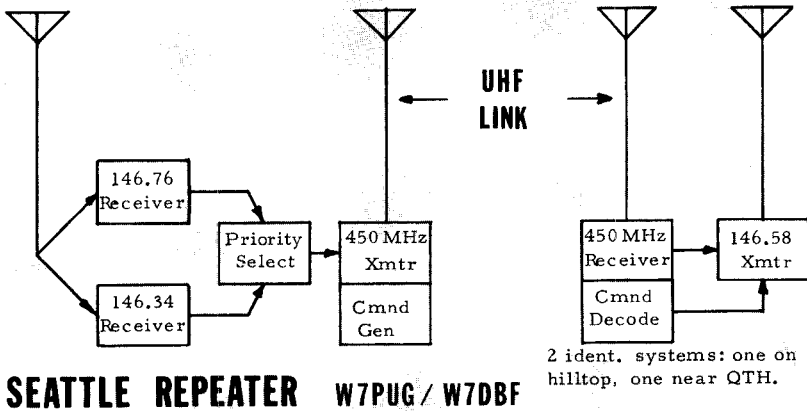 UHF
LINK
146.76
Receiver
146.34
Receiver
Priority
Select
450 MHz
Xmtr
Cmnd
Gen
450 MHz
Receiver
Cmnd
Decode
146.58
Xmtr
2 ident. systems: one on
hilltop, one near QTH.
SEATTLE REPEATER W7PUG / W7DBF